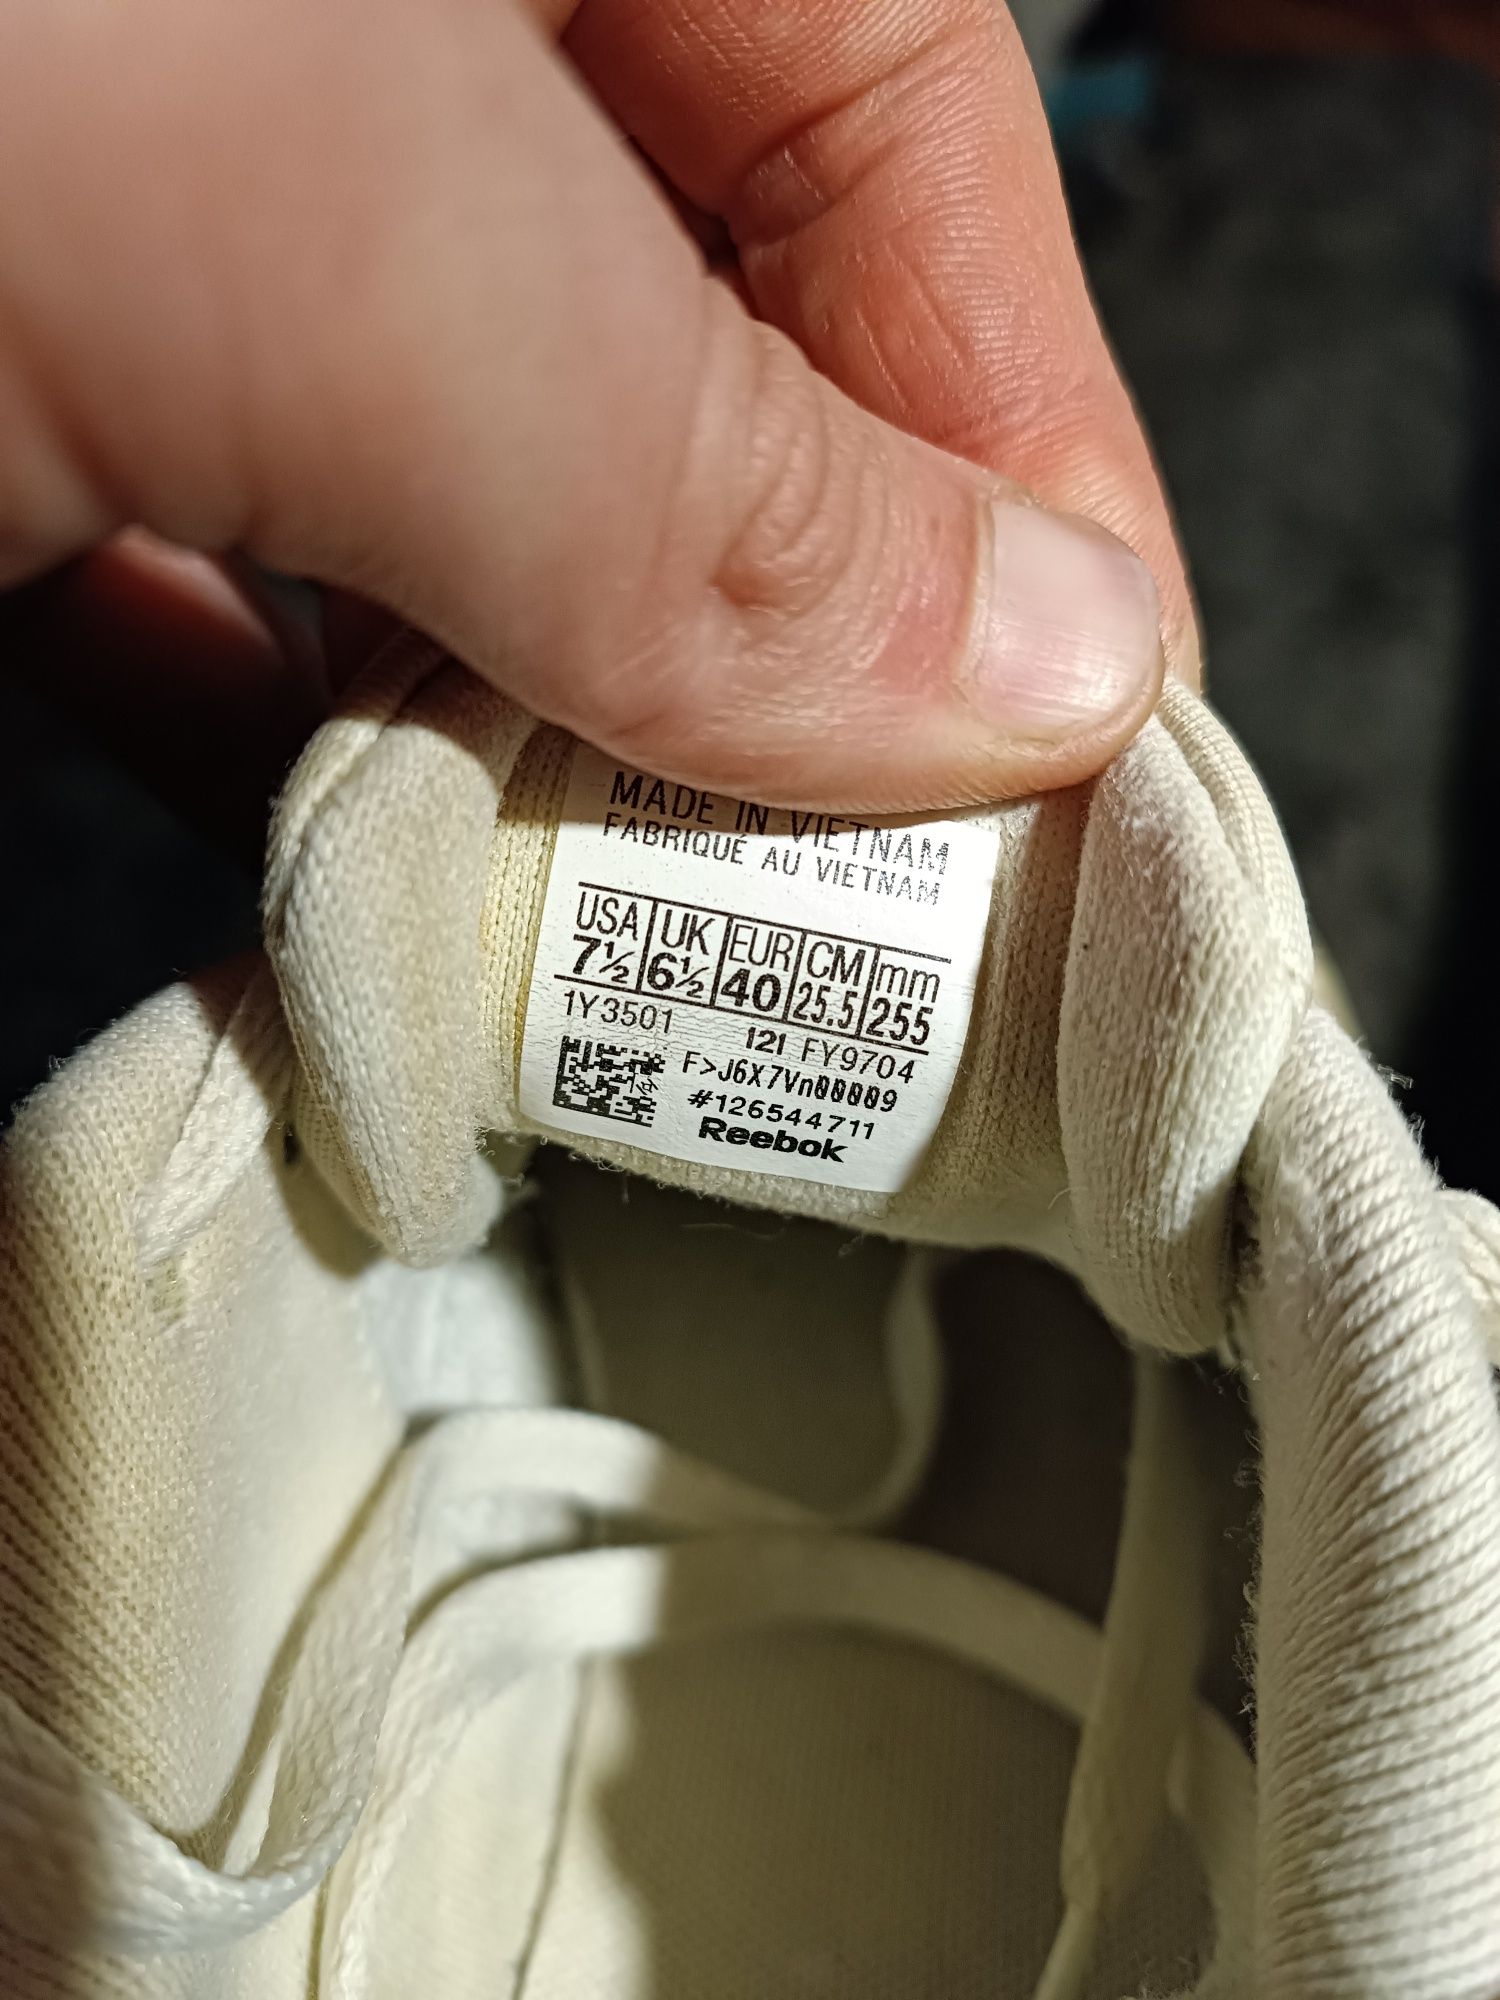 MADE IN VIETNAM
FABRIQUÉ AU VIETNAM
USA UK EUR CM mm
7½ 6½ 40 25.5 255
1Y3501 121 FY9704
F>J6X7Vn00009
#126544711
Reebok